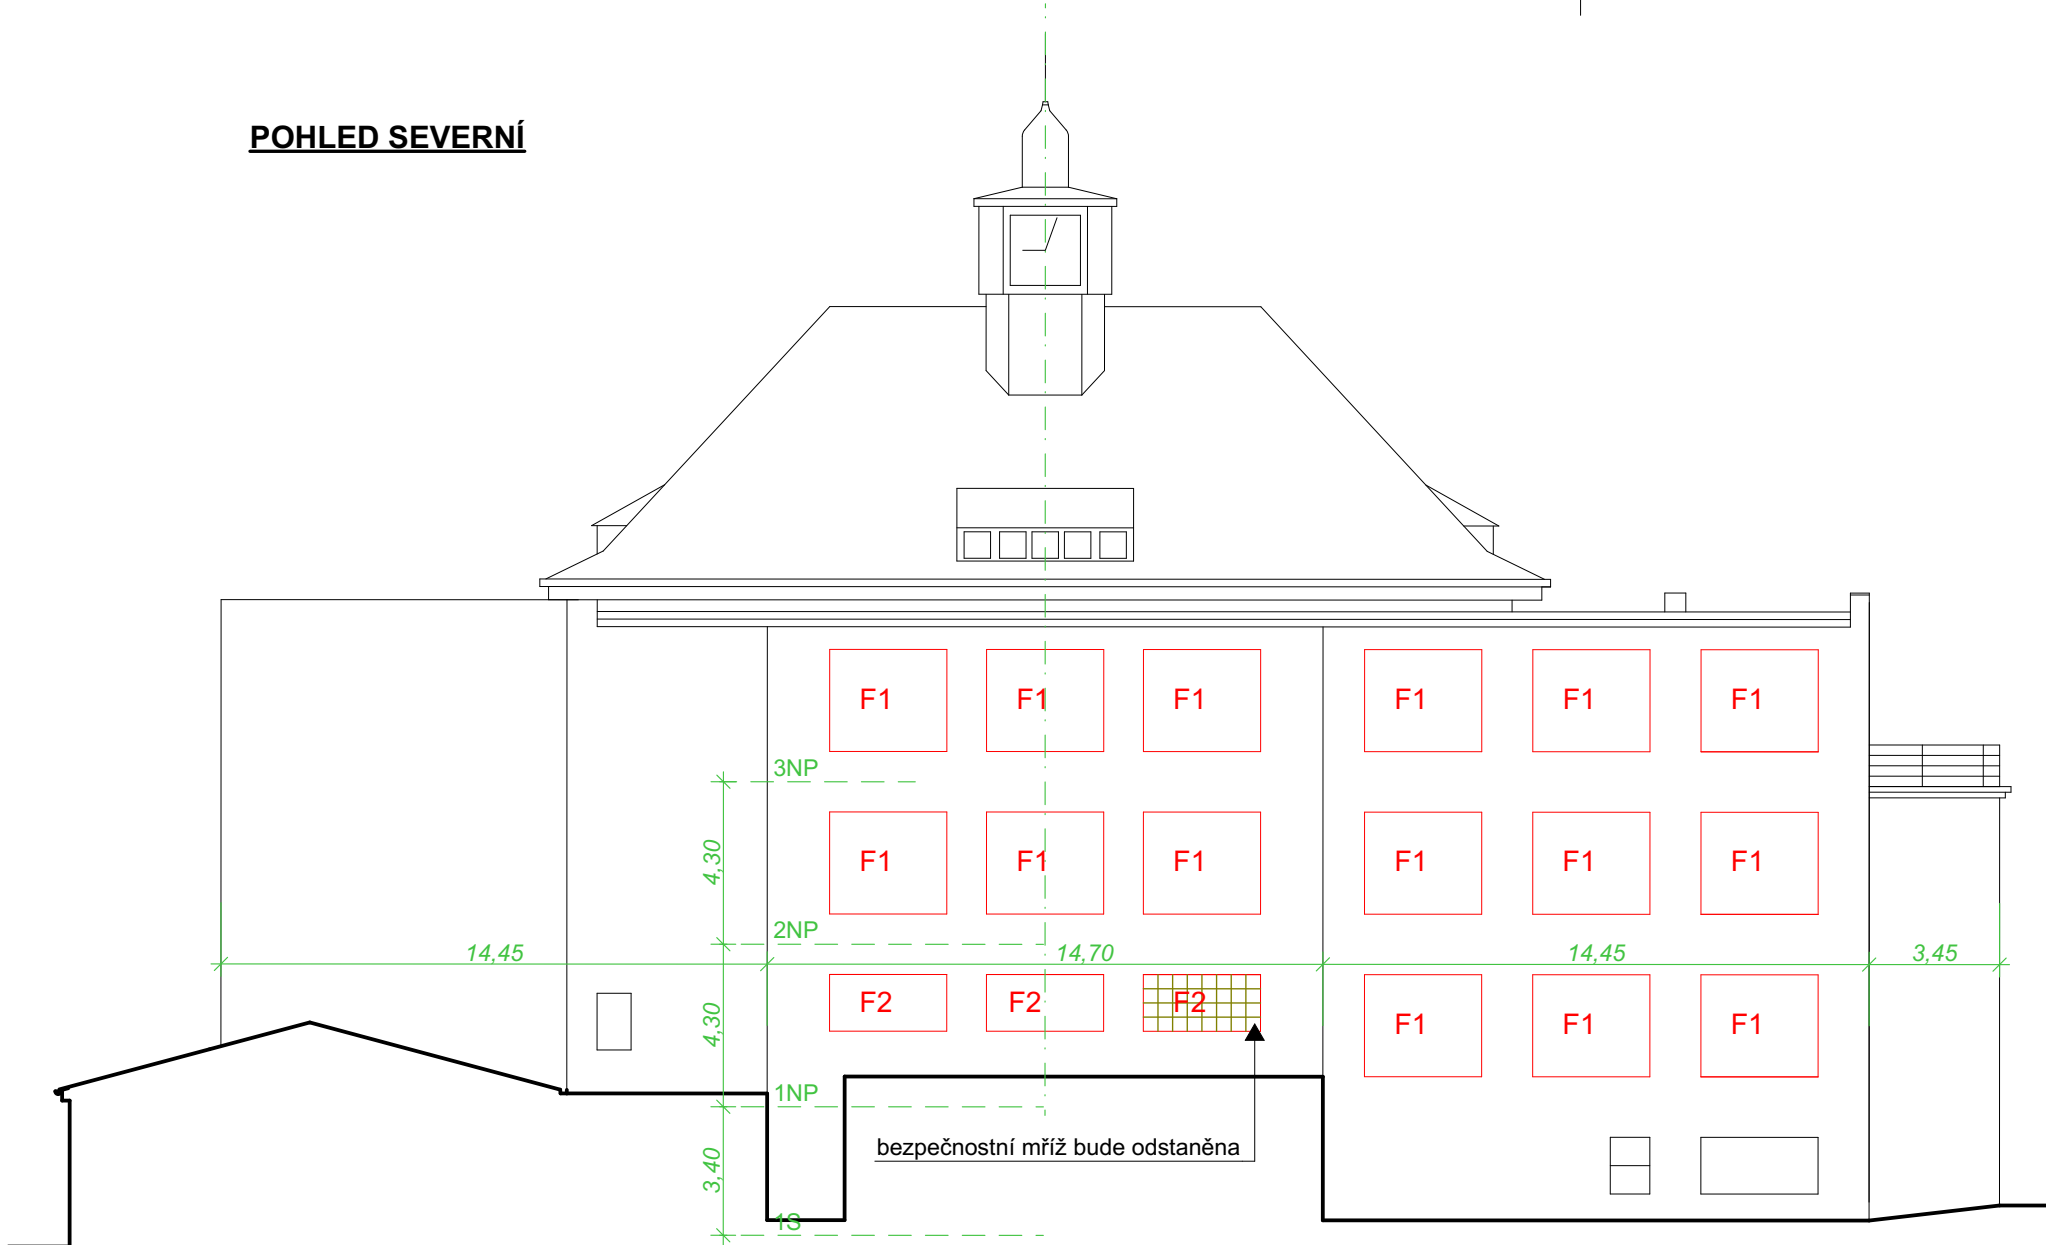 POHLED SEVERNÍ
F1 F1 F1 F1 F1 F1
3NP
4,30
F1 F1 F1 F1 F1 F1
2NP
14,45 14,70 14,45 3,45
F2 F2 F2
4,30
F1 F1 F1
1NP
bezpečnostní mříž bude odstaněna
3,40
1S